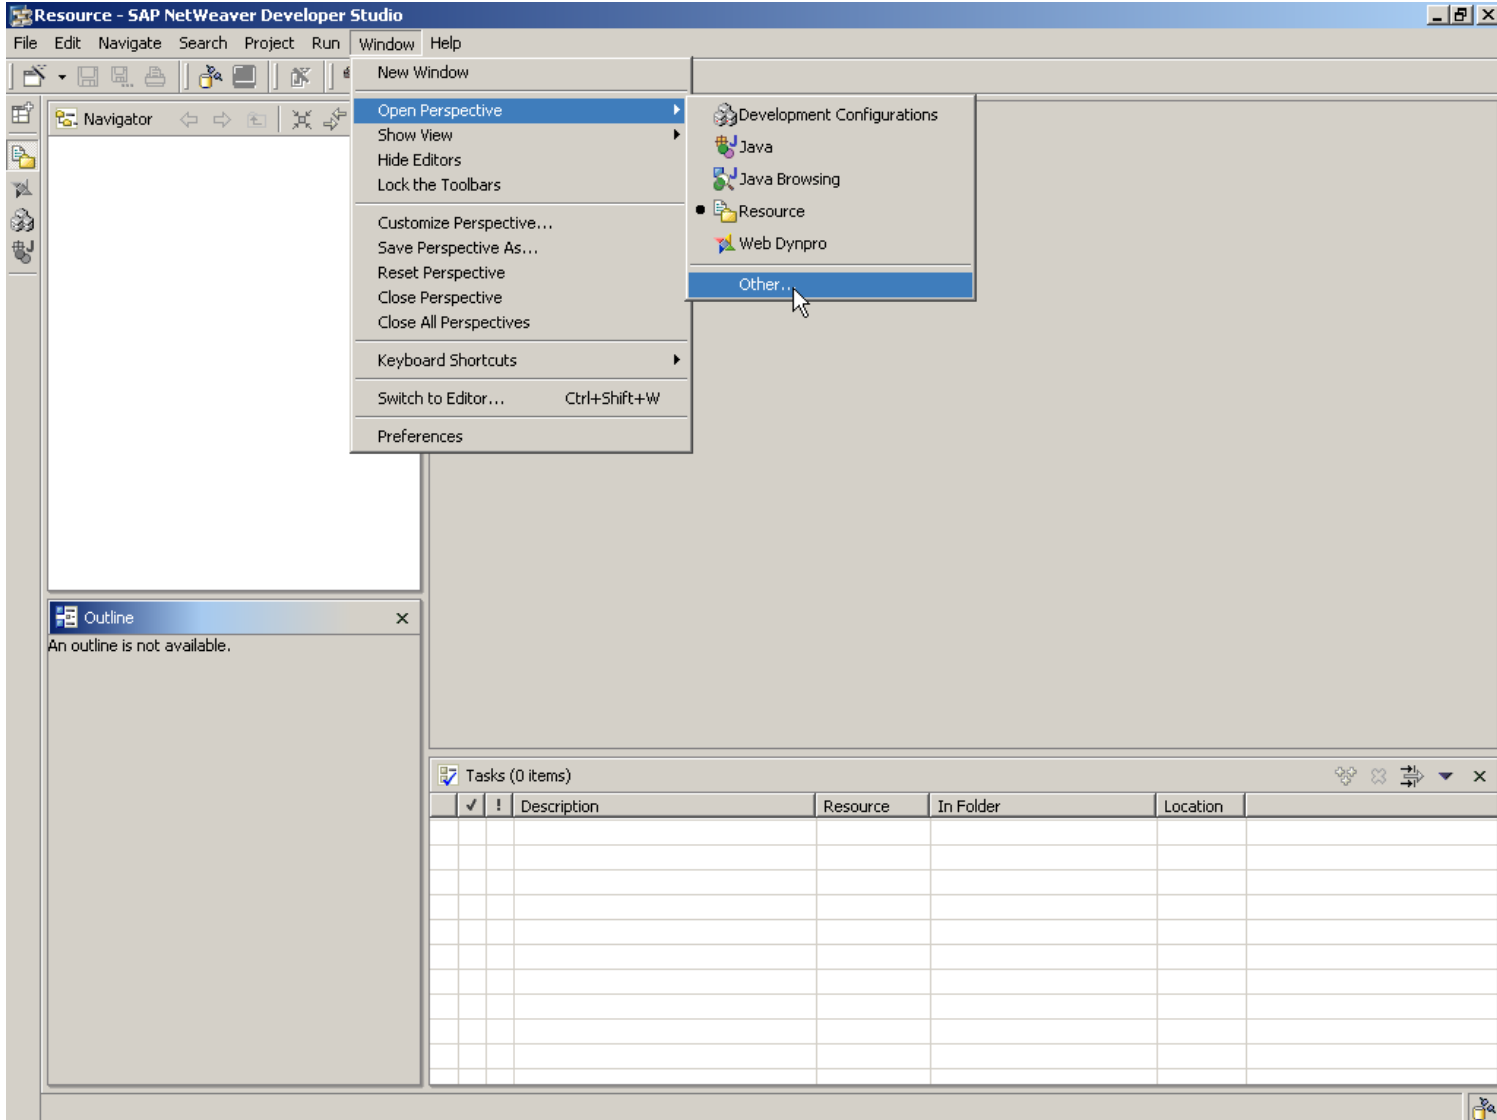 Resource - SAP NetWeaver Developer Studio
File Edit Navigate Search Project Run Window Help
New Window
Open Perspective
Show View
Hide Editors
Lock the Toolbars
Customize Perspective...
Save Perspective As...
Reset Perspective
Close Perspective
Close All Perspectives
Keyboard Shortcuts
Switch to Editor... Ctrl+Shift+W
Preferences
Development Configurations
Java
Java Browsing
Resource
Web Dynpro
Other...
Navigator
Outline
An outline is not available.
Tasks (0 items)
! Description Resource In Folder Location